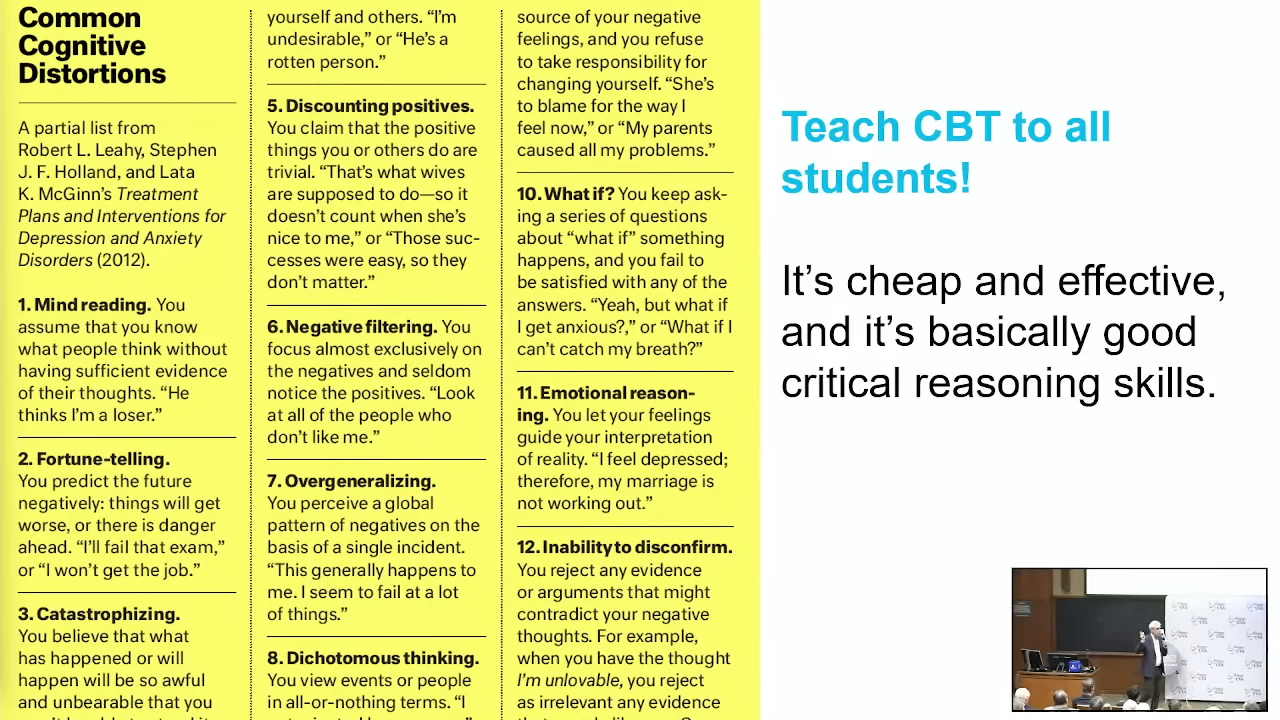 Common
Cognitive
Distortions
A partial list from
Robert L. Leahy, Stephen
J. F. Holland, and Lata
K. McGinn’s Treatment
Plans and Interventions for
Depression and Anxiety
Disorders (2012).
1. Mind reading. You
assume that you know
what people think without
having sufficient evidence
of their thoughts. “He
thinks I’m a loser.”
2. Fortune-telling.
You predict the future
negatively: things will get
worse, or there is danger
ahead. “I’ll fail that exam,”
or “I won’t get the job.”
3. Catastrophizing.
You believe that what
has happened or will
happen will be so awful
and unbearable that you
yourself and others. “I’m
undesirable,” or “He’s a
rotten person.”
5. Discounting positives.
You claim that the positive
things you or others do are
trivial. “That’s what wives
are supposed to do—so it
doesn’t count when she’s
nice to me,” or “Those suc-
cesses were easy, so they
don’t matter.”
6. Negative filtering. You
focus almost exclusively on
the negatives and seldom
notice the positives. “Look
at all of the people who
don’t like me.”
7. Overgeneralizing.
You perceive a global
pattern of negatives on the
basis of a single incident.
“This generally happens to
me. I seem to fail at a lot
of things.”
8. Dichotomous thinking.
You view events or people
in all-or-nothing terms. “I
source of your negative
feelings, and you refuse
to take responsibility for
changing yourself. “She’s
to blame for the way I
feel now,” or “My parents
caused all my problems.”
10. What if? You keep ask-
ing a series of questions
about “what if” something
happens, and you fail to
be satisfied with any of the
answers. “Yeah, but what if
I get anxious?,” or “What if I
can’t catch my breath?”
11. Emotional reason-
ing. You let your feelings
guide your interpretation
of reality. “I feel depressed;
therefore, my marriage is
not working out.”
12. Inability to disconfirm.
You reject any evidence
or arguments that might
contradict your negative
thoughts. For example,
when you have the thought
I’m unlovable, you reject
as irrelevant any evidence
Teach CBT to all
students!
It’s cheap and effective,
and it’s basically good
critical reasoning skills.